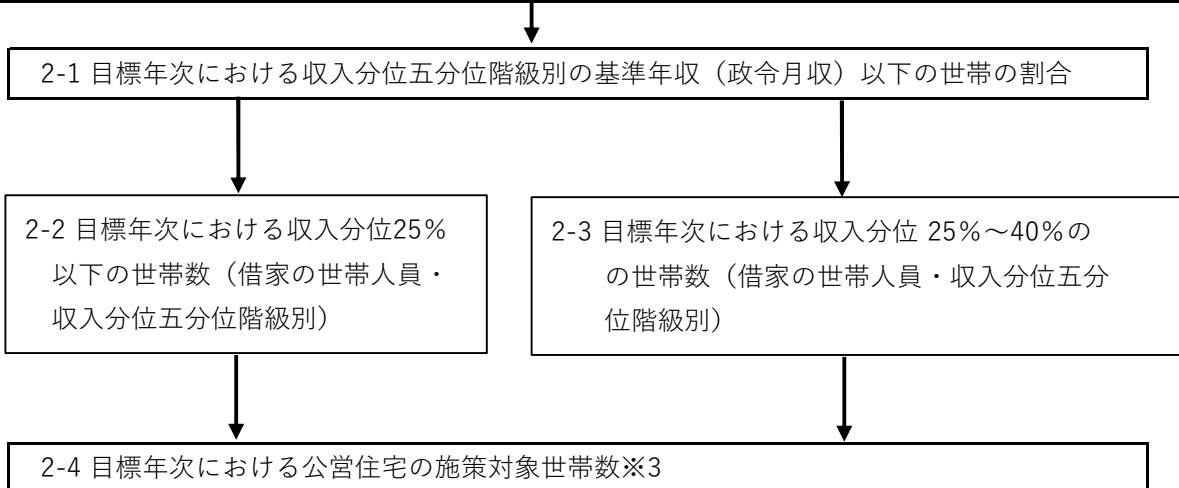 2-1 目標年次における収入分位五分位階級別の基準年収（政令月収）以下の世帯の割合
2-2 目標年次における収入分位25%
以下の世帯数（借家の世帯人員・
収入分位五分位階級別）
2-3 目標年次における収入分位 25%～40%の
の世帯数（借家の世帯人員・収入分位五分
位階級別）
2-4 目標年次における公営住宅の施策対象世帯数※3